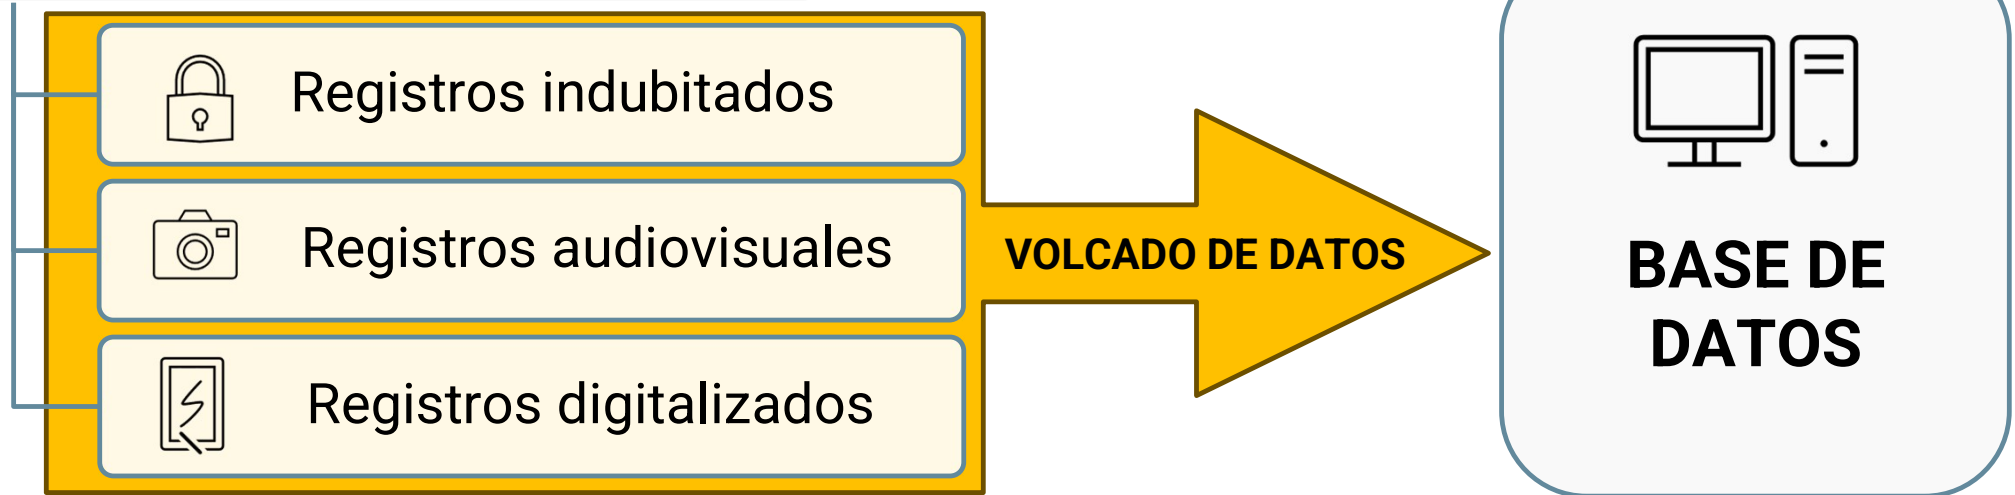 Registros indubitados
Registros audiovisuales
Registros digitalizados
VOLCADO DE DATOS
BASE DE
DATOS